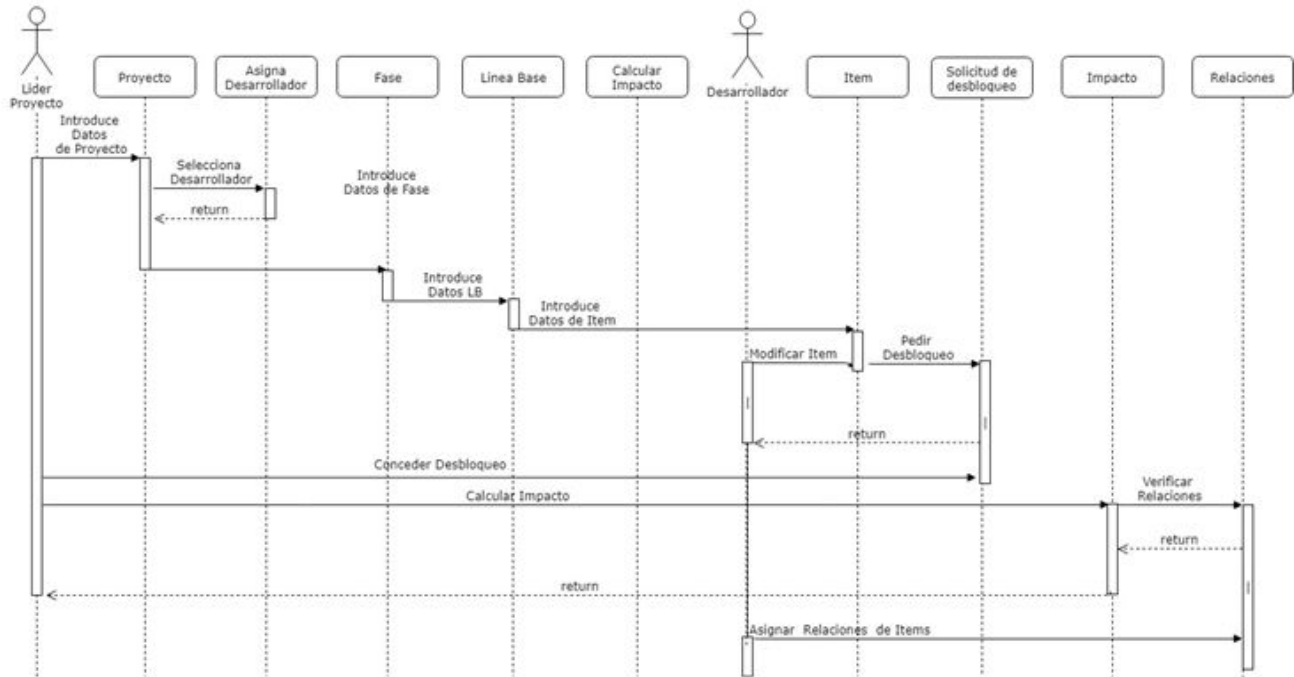 Lider
Proyecto
Proyecto
Asigna
Desarrollador
Fase
Linea Base
Calcular
Impacto
Desarrollador
Item
Solicitud de
desbloqueo
Impacto
Relaciones
Introduce
Datos
de Proyecto
Selecciona
Desarrollador
Introduce
Datos de Fase
return
Introduce
Datos LB
Introduce
Datos de Item
Modificar Item
Pedir
Desbloqueo
return
Conceder Desbloqueo
Calcular Impacto
Verificar
Relaciones
return
return
Asignar Relaciones de Items